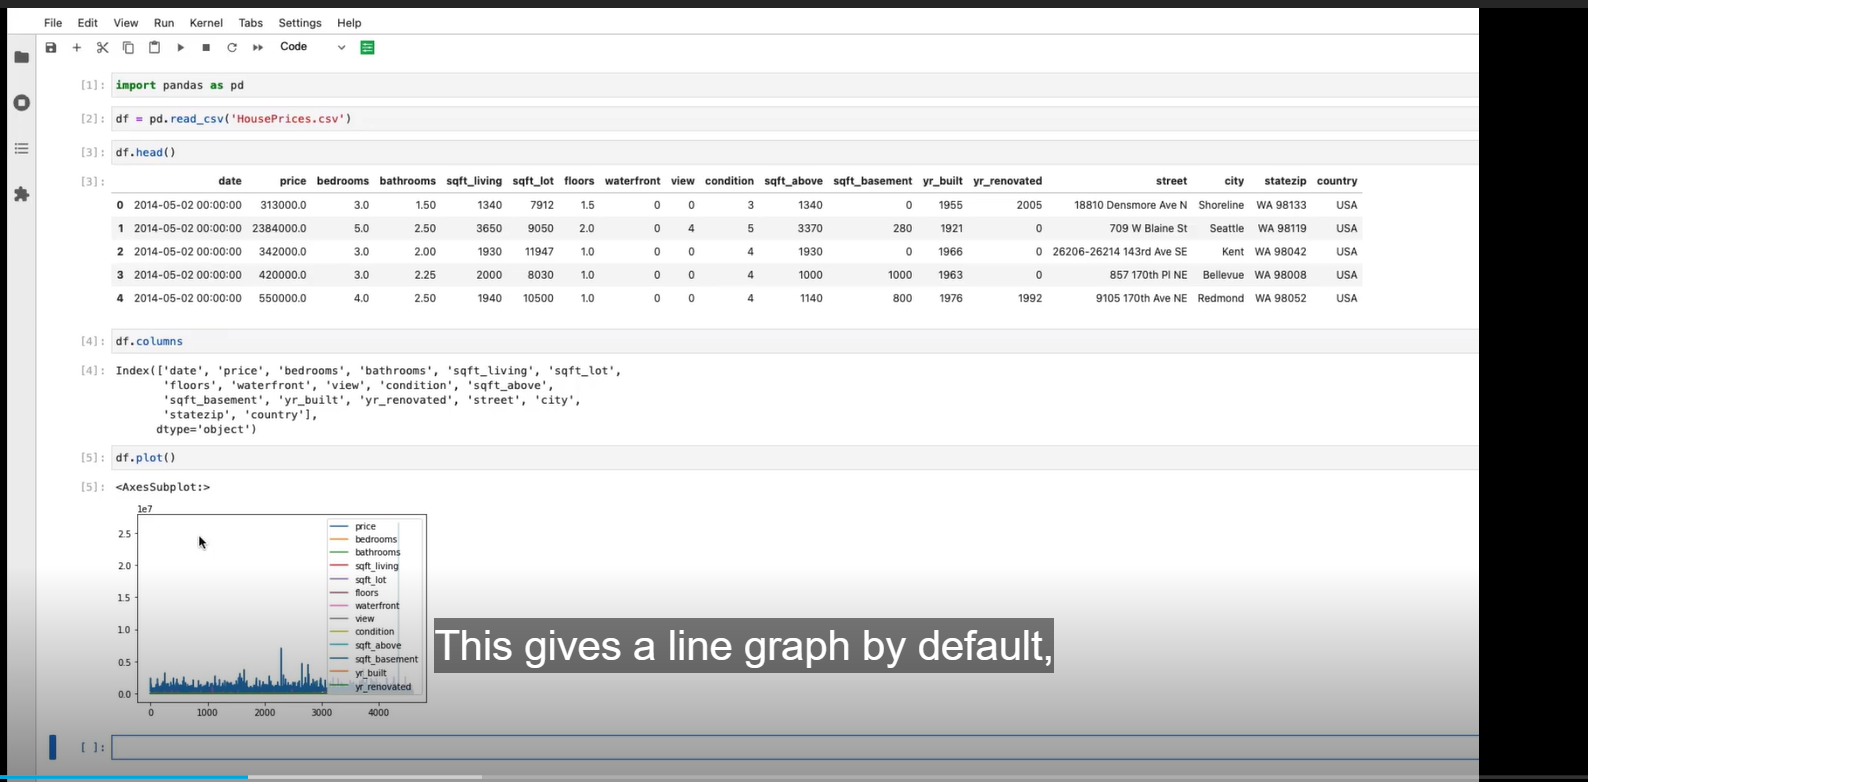 File Edit View Run Kernel Tabs Settings Help
Code
[1]: import pandas as pd
[2]: df = pd.read_csv('HousePrices.csv')
[3]: df.head()
[3]: date price bedrooms bathrooms sqft_living sqft_lot floors waterfront view condition sqft_above sqft_basement yr_built yr_renovated street city statezip country
0 2014-05-02 00:00:00 313000.0 3.0 1.50 1340 7912 1.5 0 0 3 1340 0 1955 2005 18810 Densmore Ave N Shoreline WA 98133 USA
1 2014-05-02 00:00:00 2384000.0 5.0 2.50 3650 9050 2.0 0 4 5 3370 280 1921 0 709 W Blaine St Seattle WA 98119 USA
2 2014-05-02 00:00:00 342000.0 3.0 2.00 1930 11947 1.0 0 0 4 1930 0 1966 0 26206-26214 143rd Ave SE Kent WA 98042 USA
3 2014-05-02 00:00:00 420000.0 3.0 2.25 2000 8030 1.0 0 0 4 1000 1000 1963 0 857 170th Pl NE Bellevue WA 98008 USA
4 2014-05-02 00:00:00 550000.0 4.0 2.50 1940 10500 1.0 0 0 4 1140 800 1976 1992 9105 170th Ave NE Redmond WA 98052 USA
[4]: df.columns
[4]: Index(['date', 'price', 'bedrooms', 'bathrooms', 'sqft_living', 'sqft_lot',
'floors', 'waterfront', 'view', 'condition', 'sqft_above',
'sqft_basement', 'yr_built', 'yr_renovated', 'street', 'city',
'statezip', 'country'],
dtype='object')
[5]: df.plot()
[5]: <AxesSubplot:>
1e7
2.5
2.0
1.5
1.0
0.5
0.0
price
bedrooms
bathrooms
sqft_living
sqft_lot
floors
waterfront
view
condition
sqft_above
sqft_basement
yr_built
yr_renovated
0 1000 2000 3000 4000
This gives a line graph by default,
[ ]: